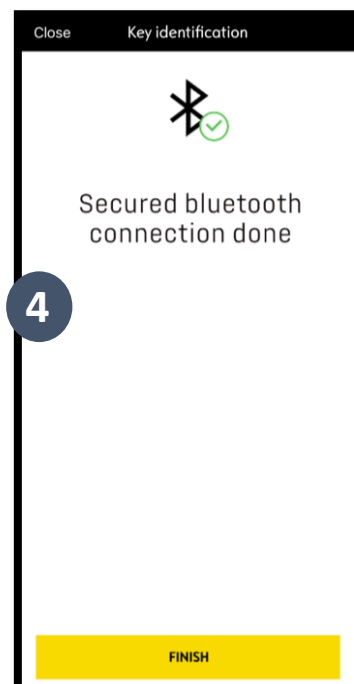 Close Key identification
Secured bluetooth
connection done
4
FINISH